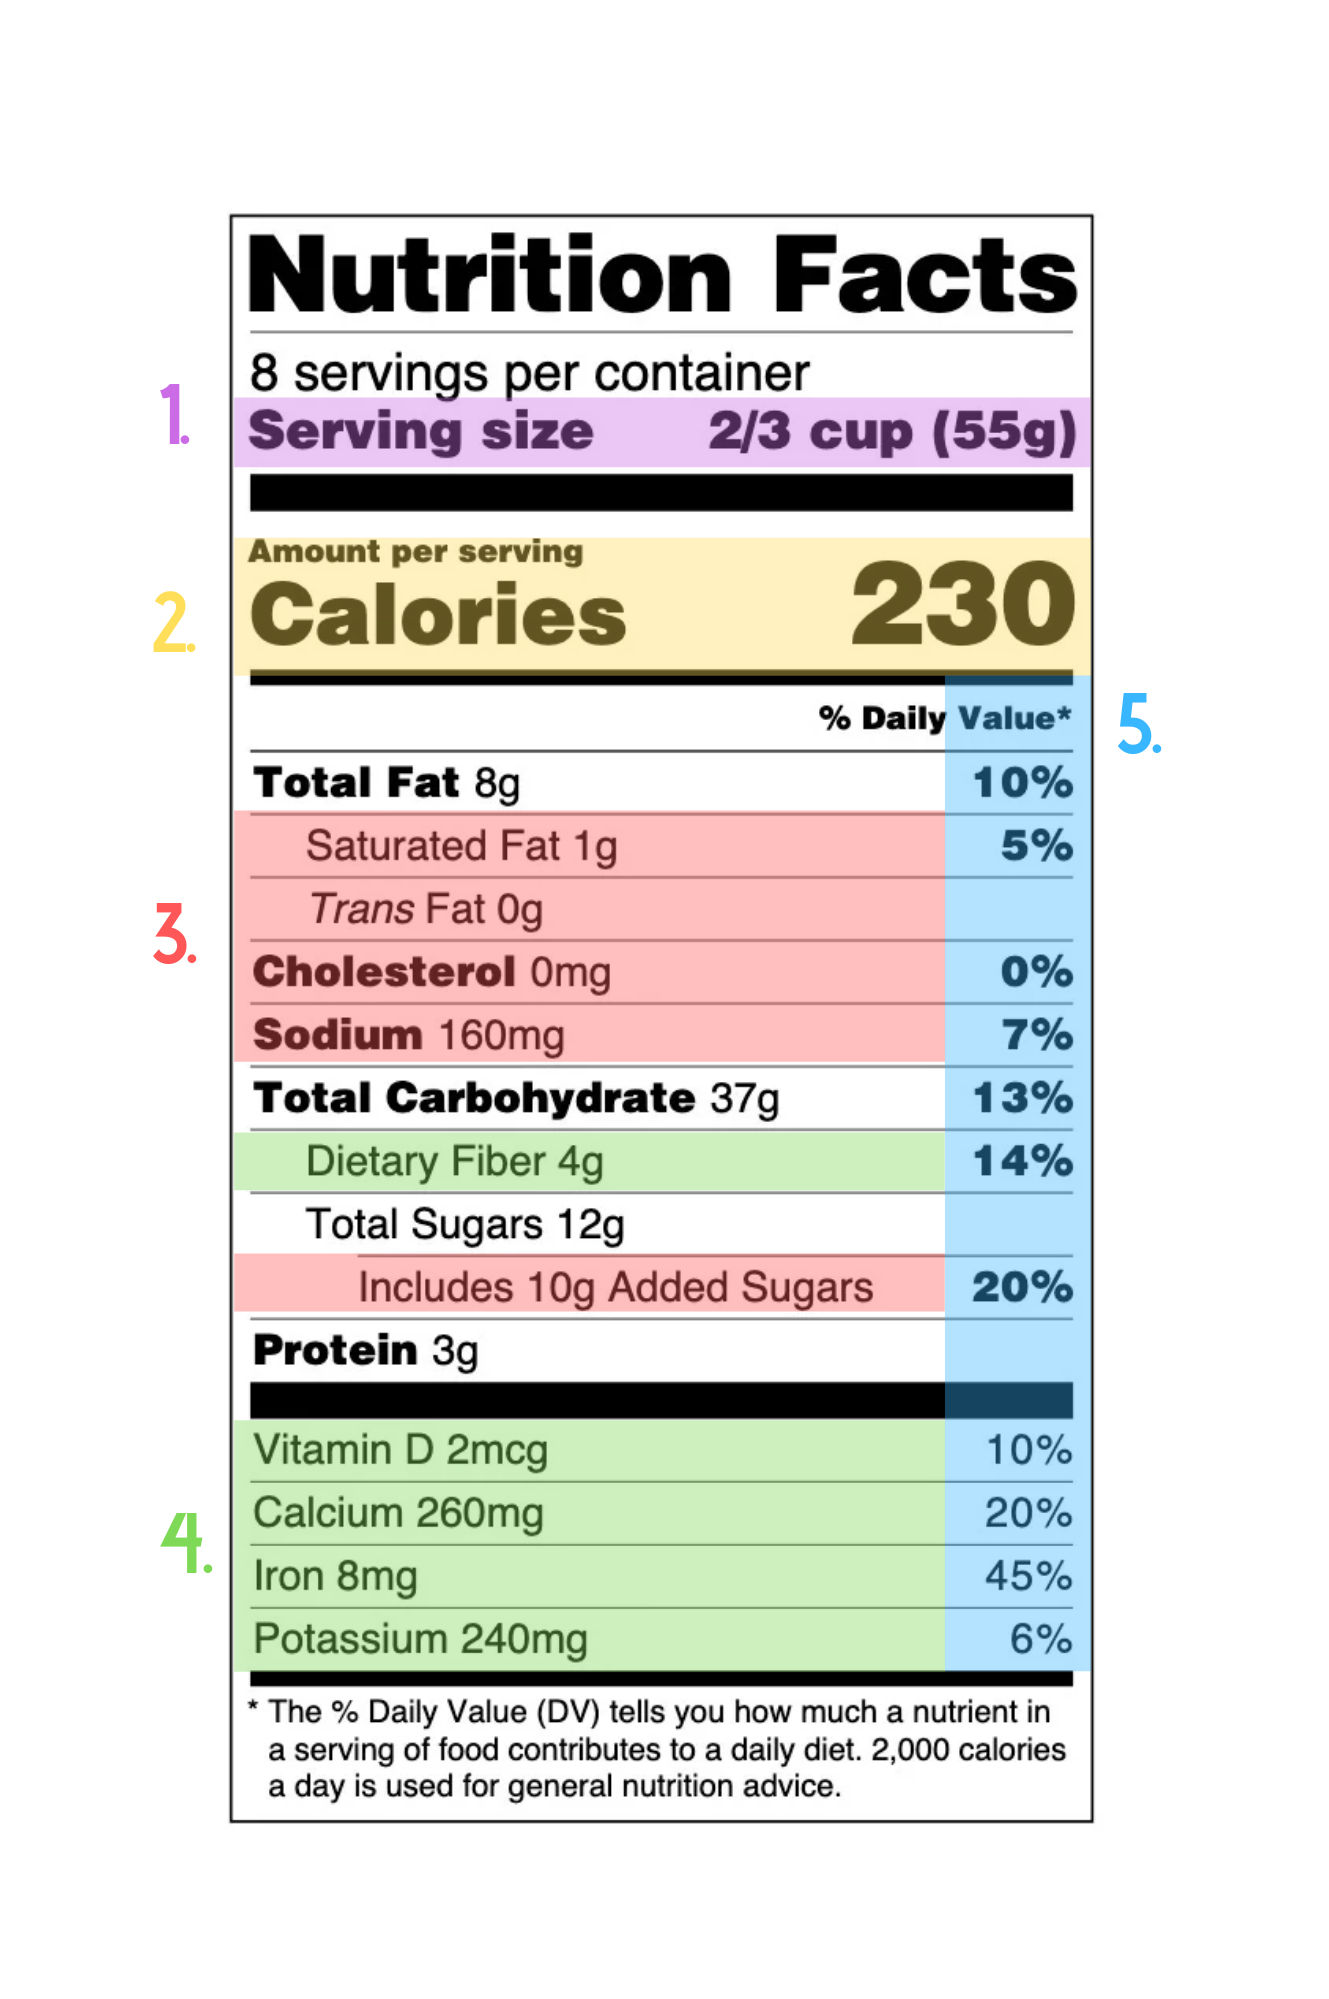 Nutrition Facts
8 servings per container
1.
Serving size 2/3 cup (55g)
Amount per serving
2.
Calories 230
% Daily Value*
5.
Total Fat 8g 10%
Saturated Fat 1g 5%
Trans Fat 0g
3.
Cholesterol 0mg 0%
Sodium 160mg 7%
Total Carbohydrate 37g 13%
Dietary Fiber 4g 14%
Total Sugars 12g
Includes 10g Added Sugars 20%
Protein 3g
Vitamin D 2mcg 10%
Calcium 260mg 20%
4.
Iron 8mg 45%
Potassium 240mg 6%
* The % Daily Value (DV) tells you how much a nutrient in
a serving of food contributes to a daily diet. 2,000 calories
a day is used for general nutrition advice.